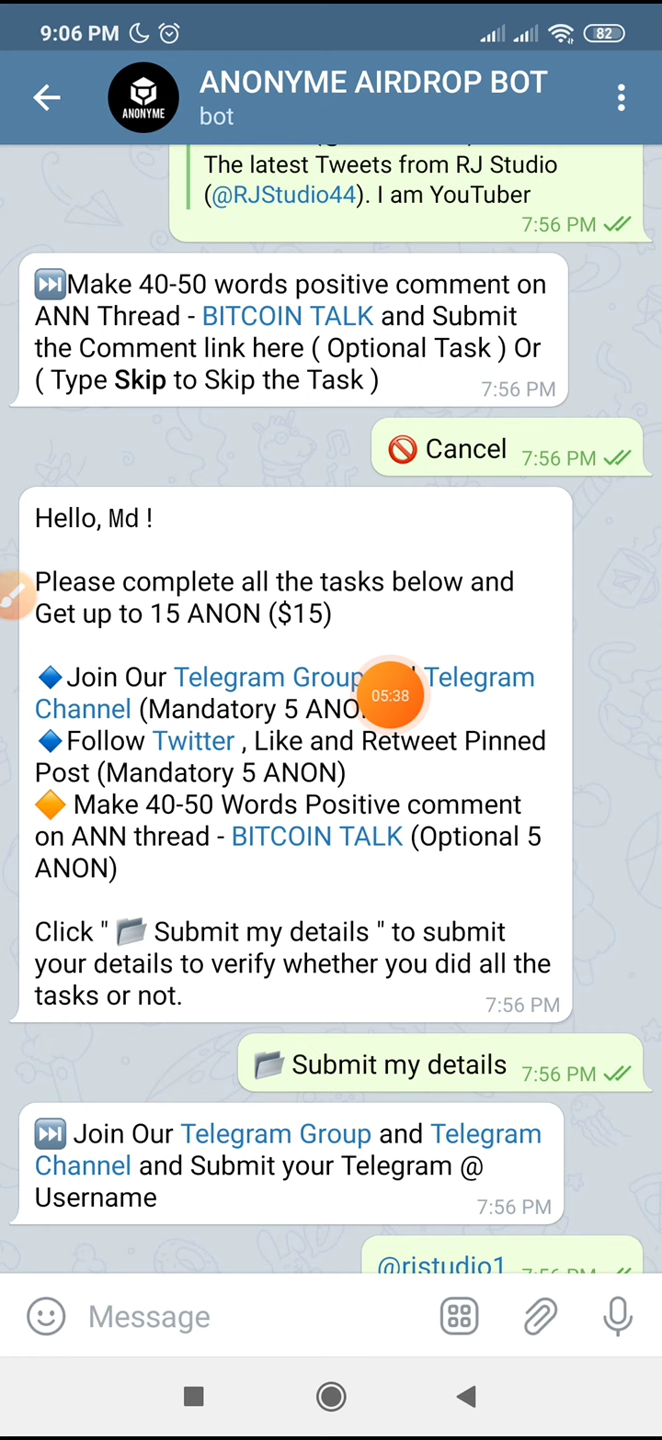 9:06 PM
82
ANONYME AIRDROP BOT
bot
ANONYME
The latest Tweets from RJ Studio
(@RJStudio44). I am YouTuber
7:56 PM
Make 40-50 words positive comment on
ANN Thread - BITCOIN TALK and Submit
the Comment link here ( Optional Task ) Or
( Type Skip to Skip the Task )
7:56 PM
Cancel 7:56 PM
Hello, Md !
Please complete all the tasks below and
Get up to 15 ANON ($15)
Join Our Telegram Group Telegram
Channel (Mandatory 5
05:38
Follow Twitter , Like and Retweet Pinned
Post (Mandatory 5 ANON)
Make 40-50 Words Positive comment
on ANN thread - BITCOIN TALK (Optional 5
ANON)
Click " Submit my details " to submit
your details to verify whether you did all the
tasks or not.
7:56 PM
Submit my details 7:56 PM
Join Our Telegram Group and Telegram
Channel and Submit your Telegram @
Username
7:56 PM
Message